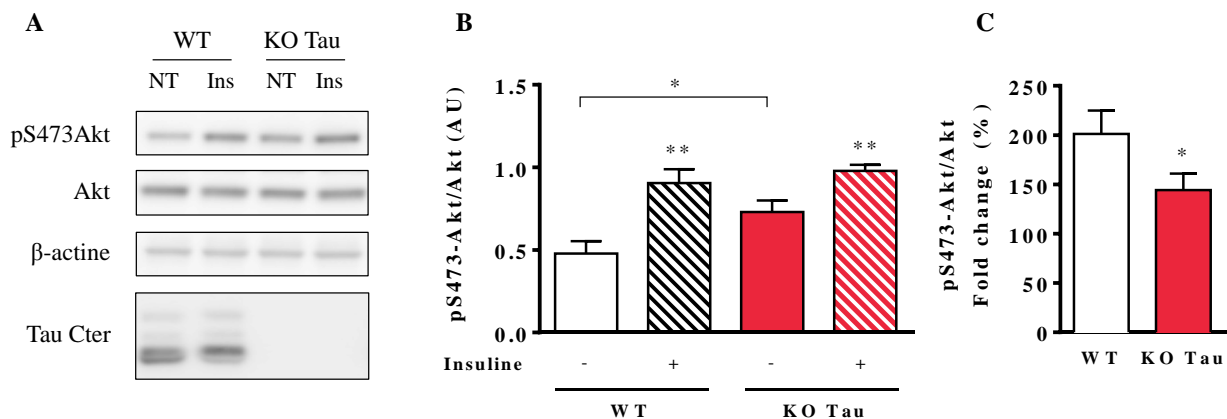 A
WT KO Tau
NT Ins NT Ins
pS473Akt
Akt
β-actine
Tau Cter
B
pS473-Akt/Akt (AU)
1.5
1.0
0.5
0.0
*
** **
Insuline - + - +
WT KO Tau
C
pS473-Akt/Akt
Fold change (%)
250
200
150
100
50
0
*
WT KO Tau